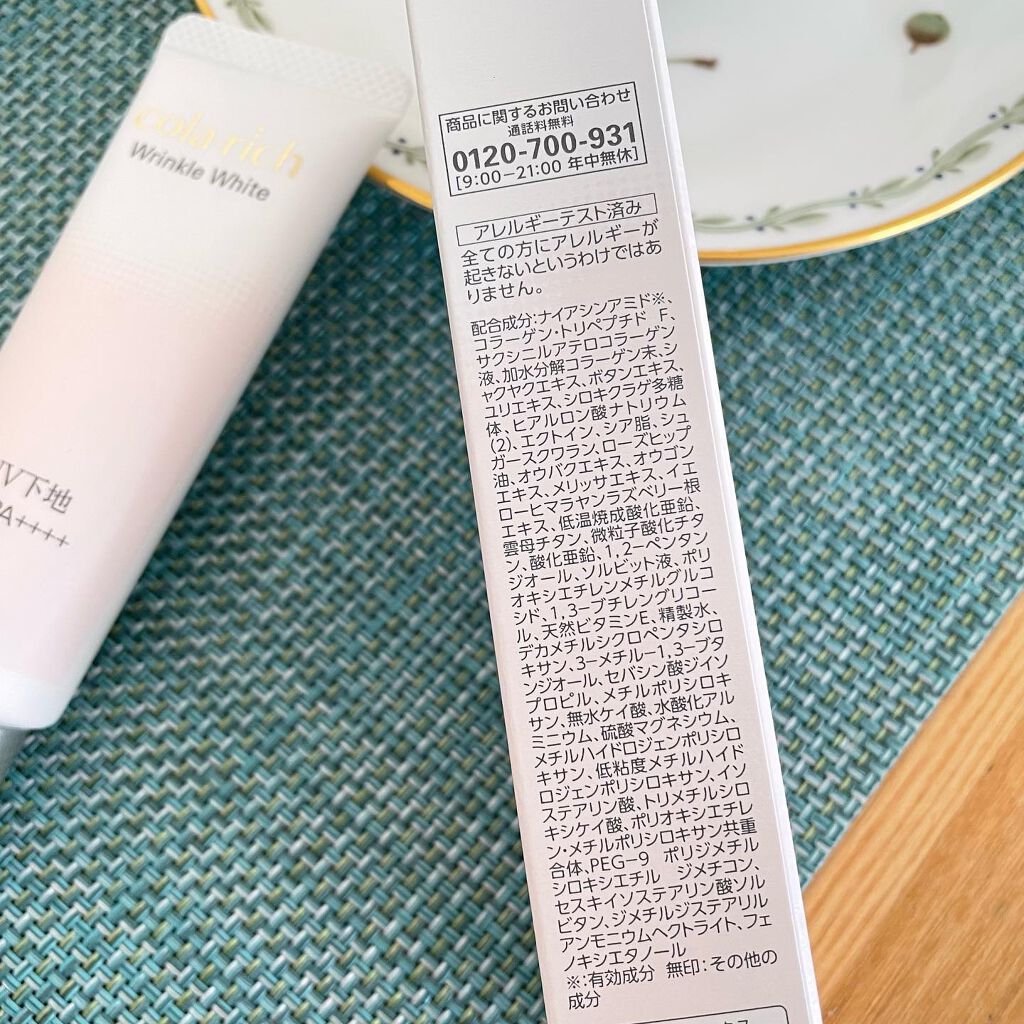 cola rich
Wrinkle White
UV下地
PA++++
商品に関するお問い合わせ
通話料無料
0120-700-931
[9:00-21:00 年中無休]
アレルギーテスト済み
全ての方にアレルギーが
起きないというわけではあ
りません。
配合成分:ナイアシンアミド※、
コラーゲン・トリペプチド F、
サクシニルアテロコラーゲン
液、加水分解コラーゲン末、シ
ャクヤクエキス、ボタンエキス、
ユリエキス、シロキクラゲ多糖
体、ヒアルロン酸ナトリウム
(2)、エクトイン、シア脂、シュ
ガースクワラン、ローズヒップ
油、オウバクエキス、オウゴン
エキス、メリッサエキス、イエ
ローヒマラヤンラズベリー根
エキス、低温焼成酸化亜鉛、
雲母チタン、微粒子酸化チタ
ン、酸化亜鉛、1,2-ペンタン
ジオール、ソルビット液、ポリ
オキシエチレンメチルグルコ
シド、1,3-ブチレングリコー
ル、天然ビタミンE、精製水、
デカメチルシクロペンタシロ
キサン、3-メチル-1,3-ブタ
ンジオール、セバシン酸ジイソ
プロピル、メチルポリシロキ
サン、無水ケイ酸、水酸化アル
ミニウム、硫酸マグネシウム、
メチルハイドロジェンポリシロ
キサン、低粘度メチルハイド
ロジェンポリシロキサン、イソ
ステアリン酸、トリメチルシロ
キシケイ酸、ポリオキシエチレ
ン・メチルポリシロキサン共重
合体、PEG-9 ポリジメチル
シロキシエチル ジメチコン、
セスキイソステアリン酸ソル
ビタン、ジメチルジステアリル
アンモニウムヘクトライト、フェ
ノキシエタノール
※:有効成分 無印:その他の
成分